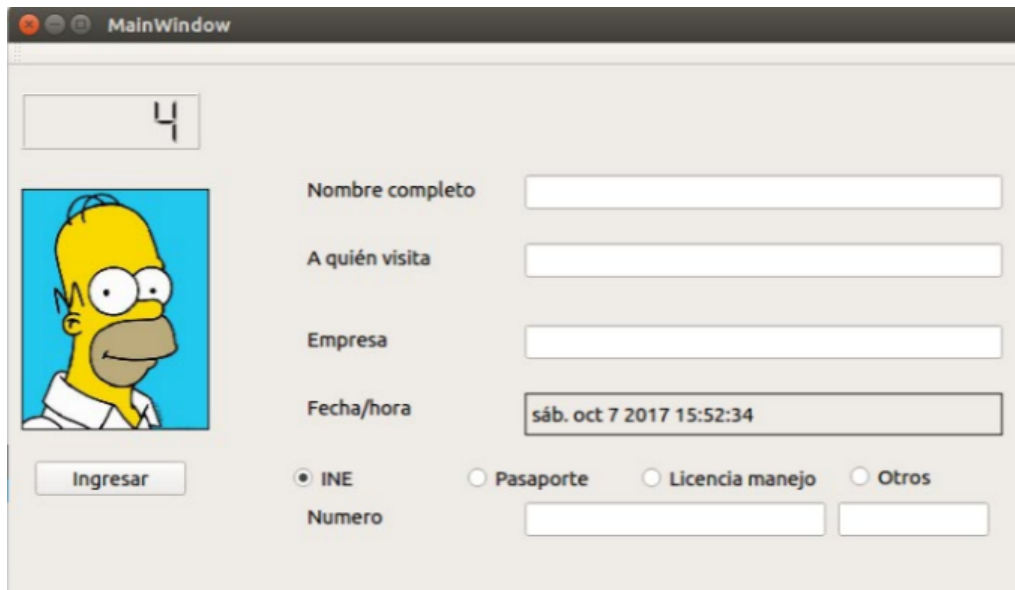 MainWindow
4
Nombre completo
A quién visita
Empresa
Fecha/hora sáb. oct 7 2017 15:52:34
Ingresar INE Pasaporte Licencia manejo Otros
Numero